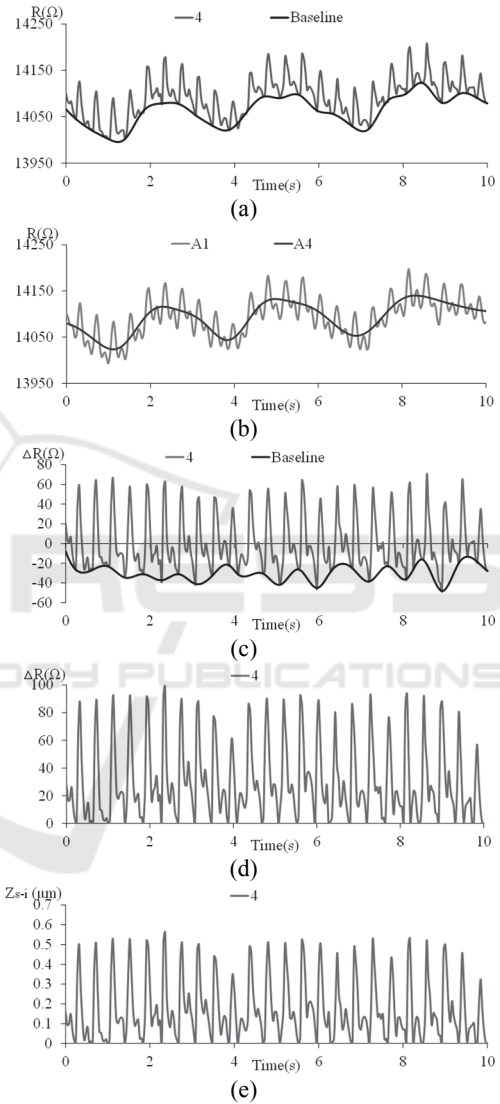 R(Ω)
4 Baseline
14250
14150
14050
13950
0 2 4 6 8 10
Time(s)
(a)
R(Ω)
A1 A4
14250
14150
14050
13950
0 2 4 6 8 10
Time(s)
(b)
ΔR(Ω)
4 Baseline
80
60
40
20
0
-20
-40
-60
0 2 4 6 8 10
Time(s)
(c)
ΔR(Ω)
4
100
80
60
40
20
0
0 2 4 6 8 10
Time(s)
(d)
Zs-i (μm)
4
0.7
0.6
0.5
0.4
0.3
0.2
0.1
0
0 2 4 6 8 10
Time(s)
(e)
PUBLICATIONS